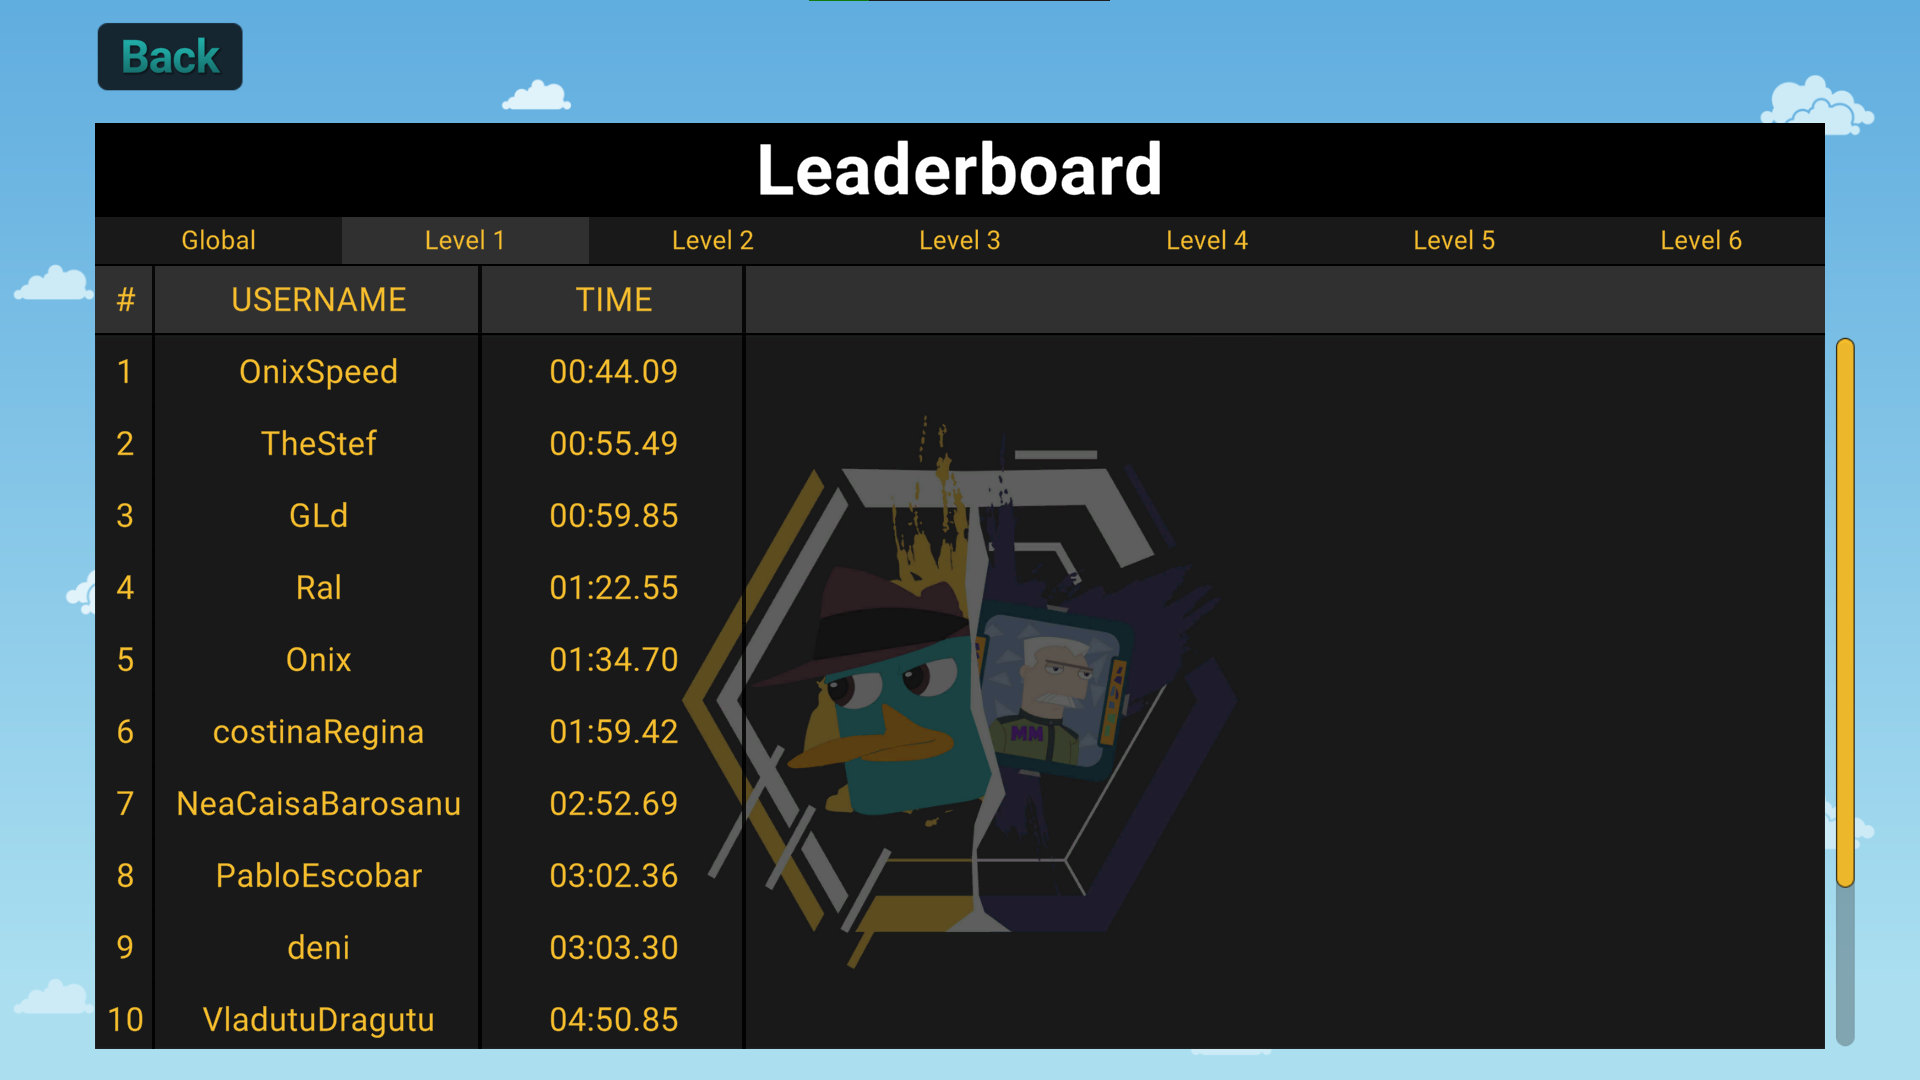 Back
Leaderboard
Global Level 1 Level 2 Level 3 Level 4 Level 5 Level 6
# USERNAME TIME
1 OnixSpeed 00:44.09
2 TheStef 00:55.49
3 GLd 00:59.85
4 Ral 01:22.55
5 Onix 01:34.70
6 costinaRegina 01:59.42
7 NeaCaisaBarosanu 02:52.69
MM
8 PabloEscobar 03:02.36
9 deni 03:03.30
10 VladutuDragutu 04:50.85